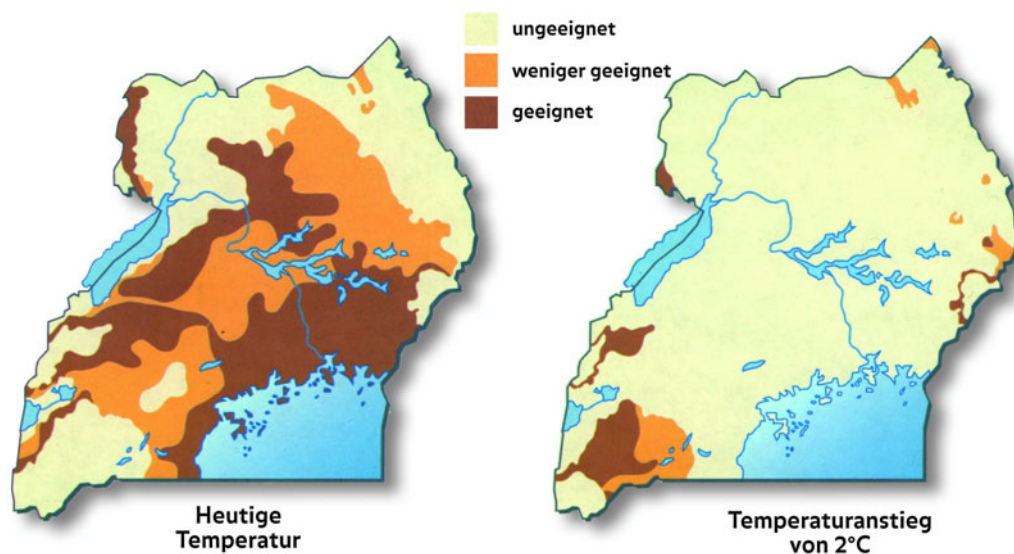 ungeeignet
weniger geeignet
geeignet
Heutige
Temperatur
Temperaturanstieg
von 2°C